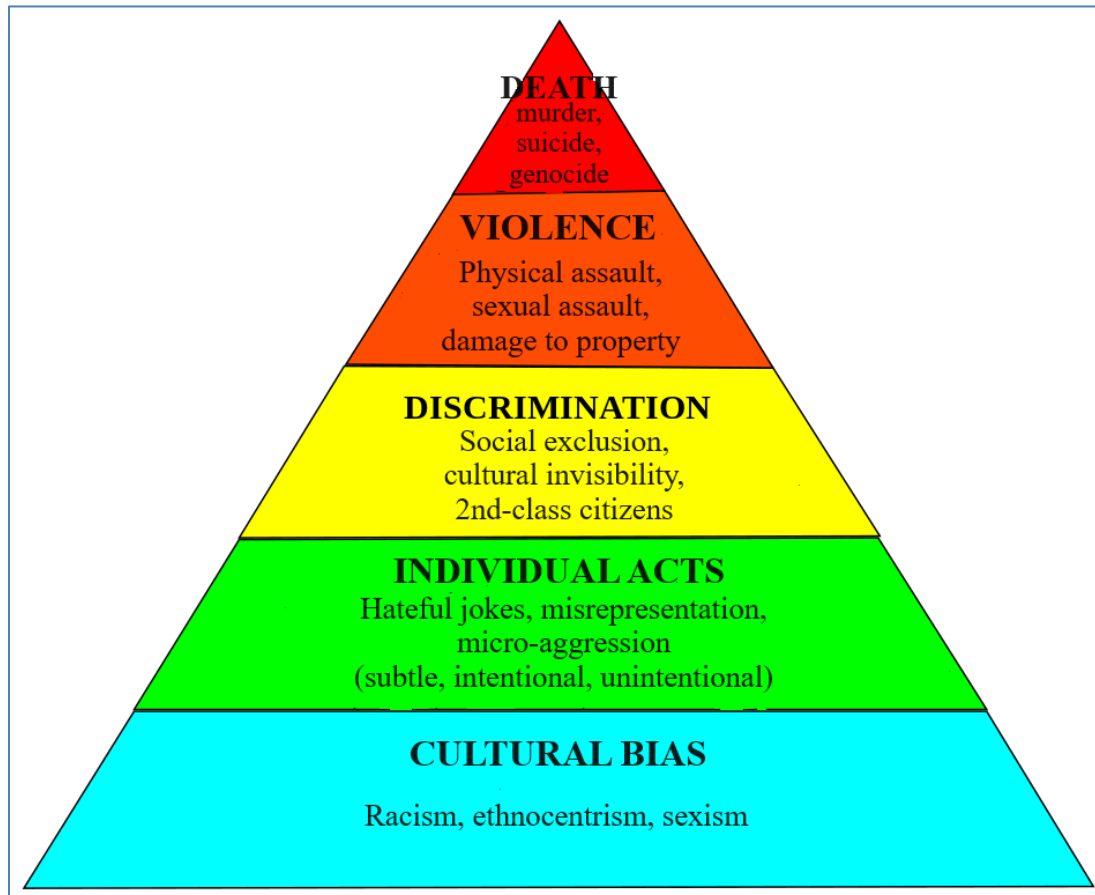 DEATH
murder,
suicide,
genocide
VIOLENCE
Physical assault,
sexual assault,
damage to property
DISCRIMINATION
Social exclusion,
cultural invisibility,
2nd-class citizens
INDIVIDUAL ACTS
Hateful jokes, misrepresentation,
micro-aggression
(subtle, intentional, unintentional)
CULTURAL BIAS
Racism, ethnocentrism, sexism